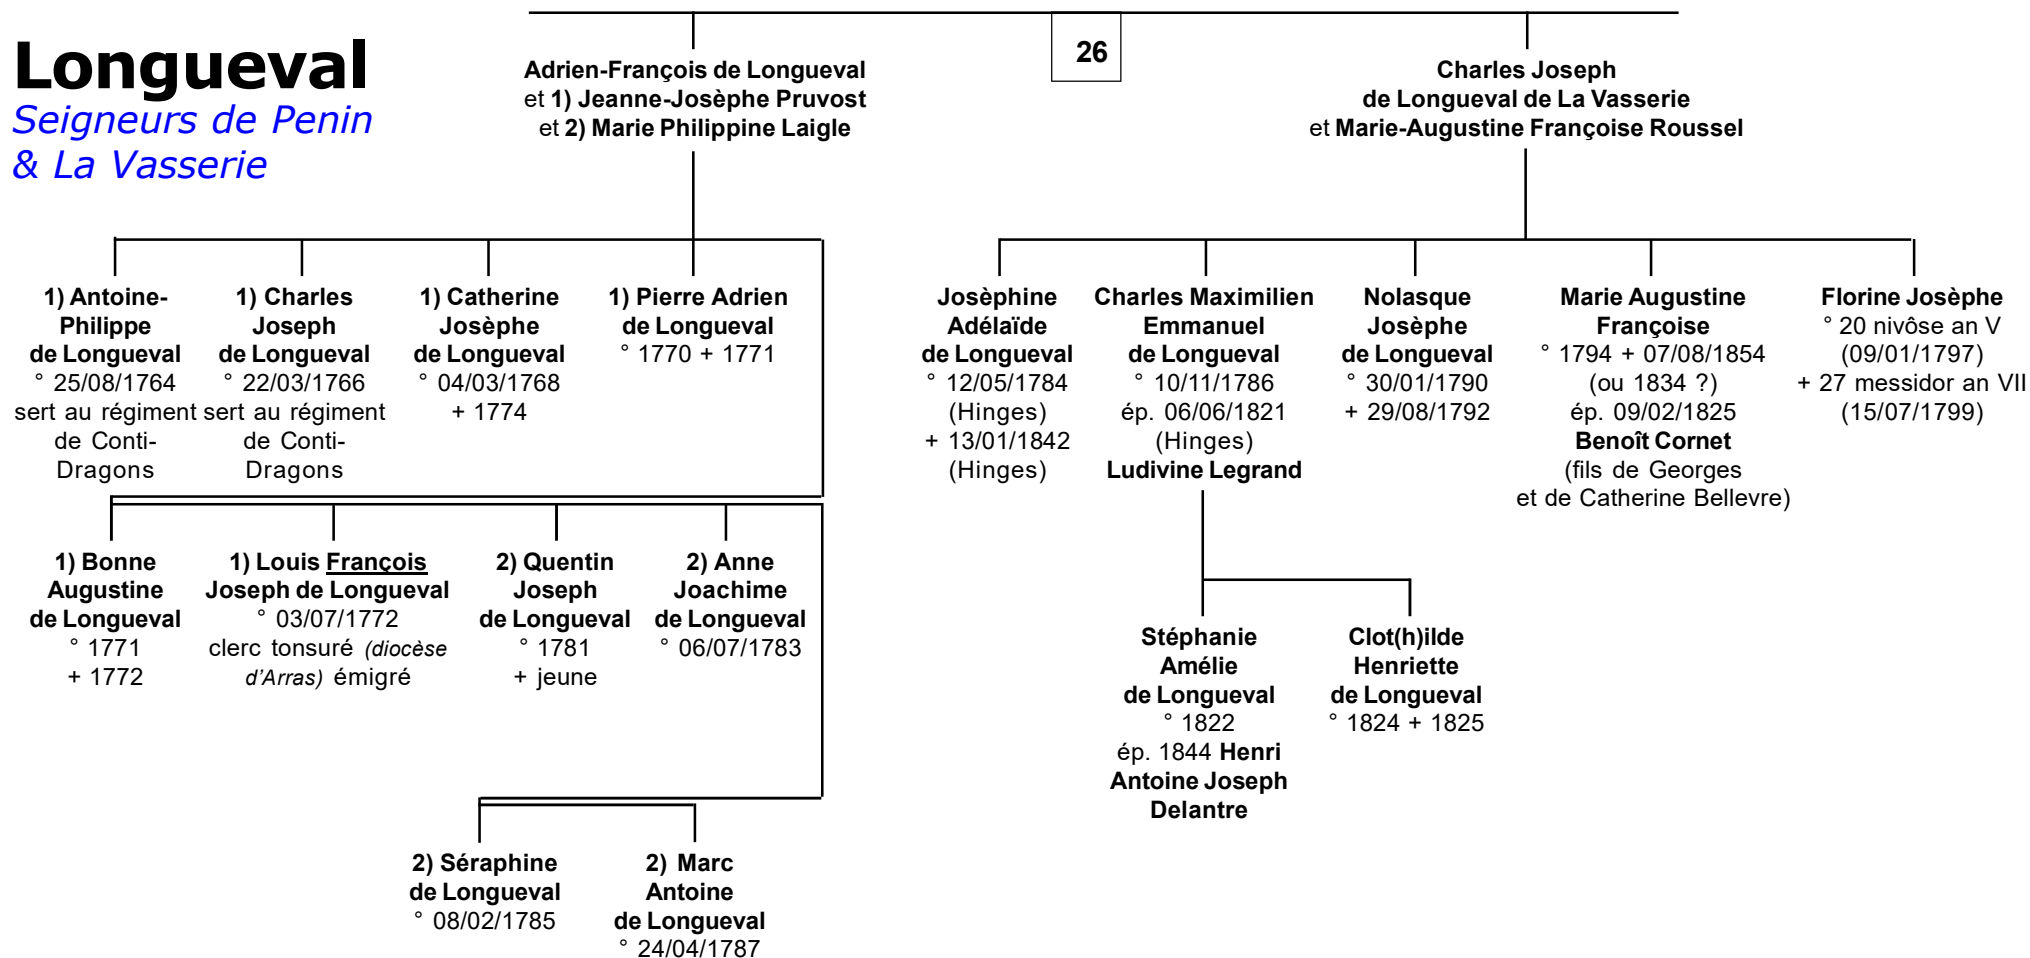 Longueval
Seigneurs de Penin
& La Vasserie
26
Adrien-François de Longueval
et 1) Jeanne-Josèphe Pruvost
et 2) Marie Philippine Laigle
Charles Joseph
de Longueval de La Vasserie
et Marie-Augustine Françoise Roussel
1) Antoine-
Philippe
de Longueval
° 25/08/1764
sert au régiment
de Conti-
Dragons
1) Charles
Joseph
de Longueval
° 22/03/1766
sert au régiment
de Conti-
Dragons
1) Catherine
Josèphe
de Longueval
° 04/03/1768
+ 1774
1) Pierre Adrien
de Longueval
° 1770 + 1771
Josèphine
Adélaïde
de Longueval
° 12/05/1784
(Hinges)
+ 13/01/1842
(Hinges)
Charles Maximilien
Emmanuel
de Longueval
° 10/11/1786
ép. 06/06/1821
(Hinges)
Ludivine Legrand
Nolasque
Josèphe
de Longueval
° 30/01/1790
+ 29/08/1792
Marie Augustine
Françoise
° 1794 + 07/08/1854
(ou 1834 ?)
ép. 09/02/1825
Benoît Cornet
(fils de Georges
et de Catherine Bellevre)
Florine Josèphe
° 20 nivôse an V
(09/01/1797)
+ 27 messidor an VII
(15/07/1799)
1) Bonne
Augustine
de Longueval
° 1771
+ 1772
1) Louis François
Joseph de Longueval
° 03/07/1772
clerc tonsuré (diocèse
d'Arras) émigré
2) Quentin
Joseph
de Longueval
° 1781
+ jeune
2) Anne
Joachime
de Longueval
° 06/07/1783
Stéphanie
Amélie
de Longueval
° 1822
ép. 1844 Henri
Antoine Joseph
Delantre
Clot(h)ilde
Henriette
de Longueval
° 1824 + 1825
2) Séraphine
de Longueval
° 08/02/1785
2) Marc
Antoine
de Longueval
° 24/04/1787